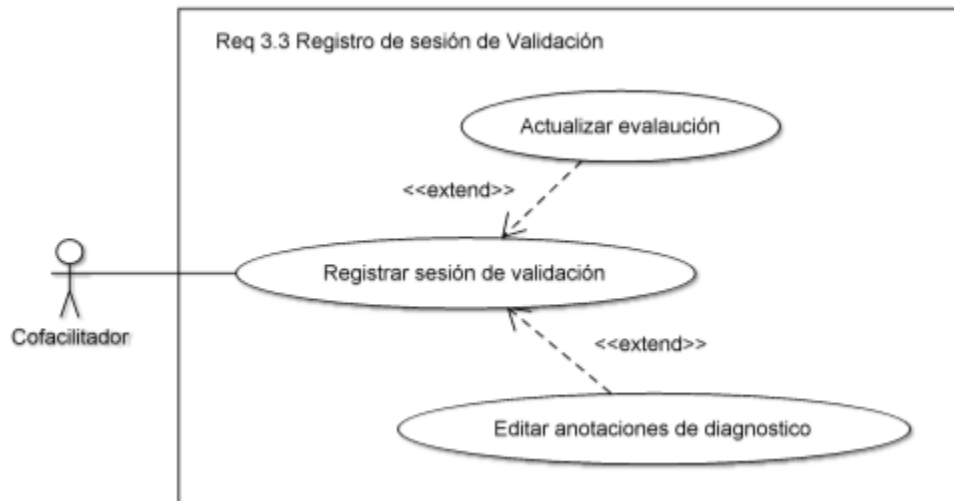 Req 3.3 Registro de sesión de Validación
Actualizar evalaución
<<extend>>
Registrar sesión de validación
Cofacilitador
<<extend>>
Editar anotaciones de diagnostico